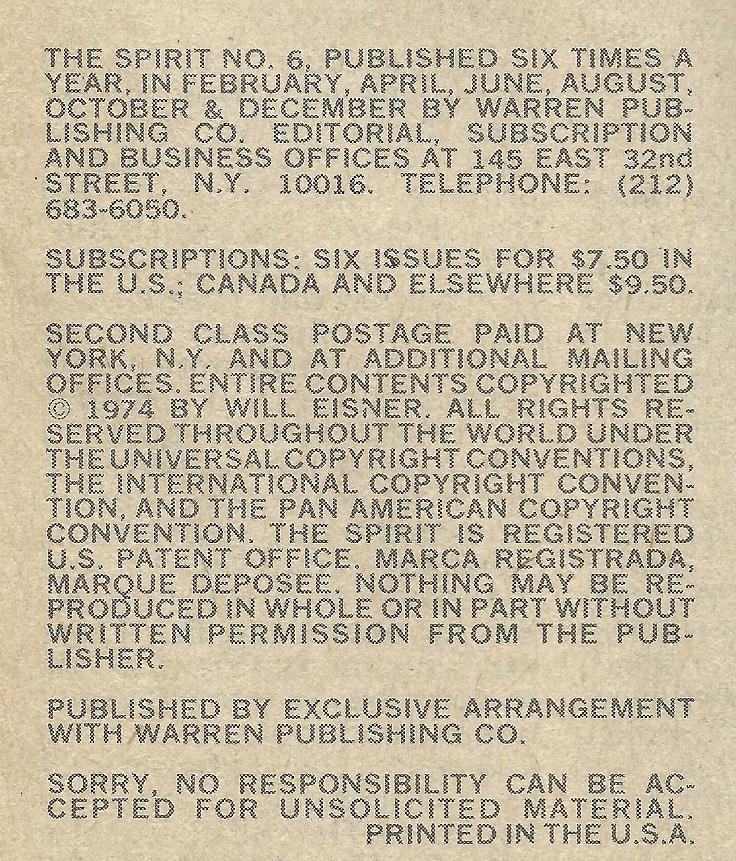 THE SPIRIT NO. 6. PUBLISHED SIX TIMES A
YEAR, IN FEBRUARY, APRIL, JUNE, AUGUST,
OCTOBER & DECEMBER BY WARREN PUB-
LISHING CO. EDITORIAL, SUBSCRIPTION
AND BUSINESS OFFICES AT 145 EAST 32nd
STREET, N.Y. 10016. TELEPHONE: (212)
683-6050.
SUBSCRIPTIONS: SIX ISSUES FOR $7.50 IN
THE U.S.; CANADA AND ELSEWHERE $9.50.
SECOND CLASS POSTAGE PAID AT NEW
YORK, N.Y. AND AT ADDITIONAL MAILING
OFFICES. ENTIRE CONTENTS COPYRIGHTED
© 1974 BY WILL EISNER. ALL RIGHTS RE-
SERVED THROUGHOUT THE WORLD UNDER
THE UNIVERSAL COPYRIGHT CONVENTIONS,
THE INTERNATIONAL COPYRIGHT CONVEN-
TION, AND THE PAN AMERICAN COPYRIGHT
CONVENTION. THE SPIRIT IS REGISTERED
U.S. PATENT OFFICE. MARCA REGISTRADA,
MARQUE DEPOSEE. NOTHING MAY BE RE-
PRODUCED IN WHOLE OR IN PART WITHOUT
WRITTEN PERMISSION FROM THE PUB-
LISHER.
PUBLISHED BY EXCLUSIVE ARRANGEMENT
WITH WARREN PUBLISHING CO.
SORRY, NO RESPONSIBILITY CAN BE AC-
CEPTED FOR UNSOLICITED MATERIAL.
PRINTED IN THE U.S.A.